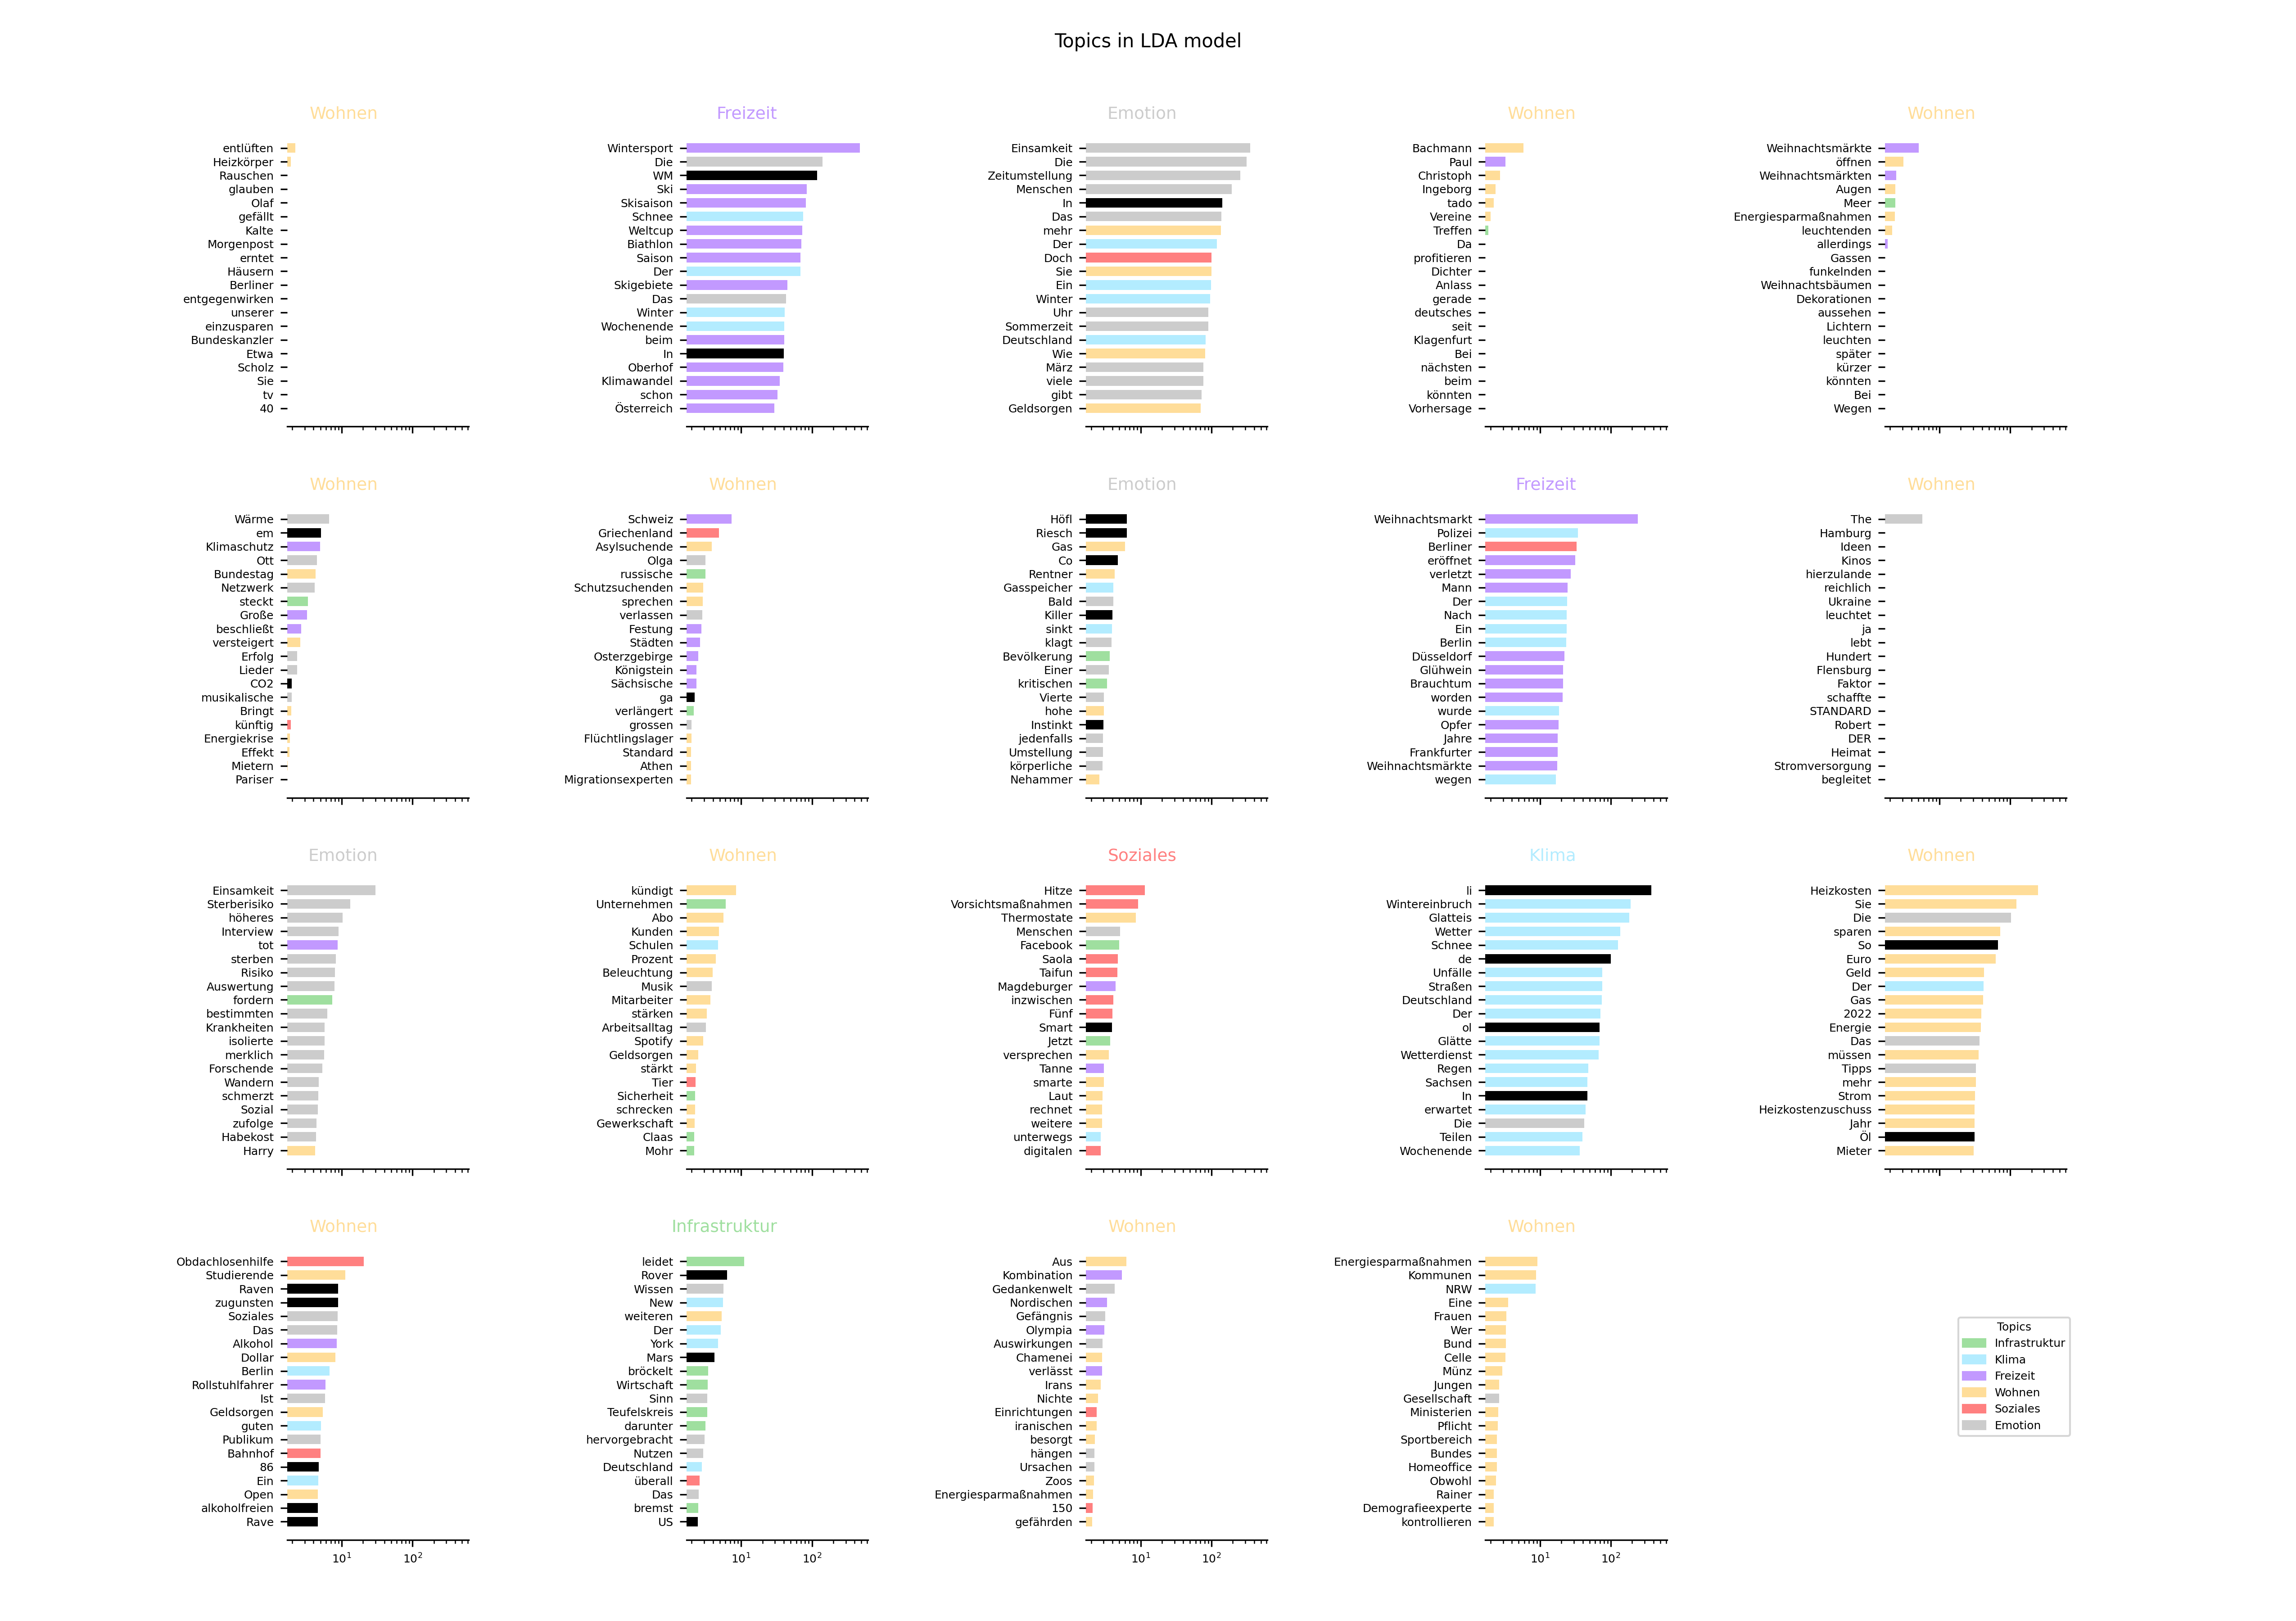 Topics in LDA model
Wohnen
entlüften
Heizkörper
Rauschen
glauben
Olaf
gefällt
Kalte
Morgenpost
erntet
Häusern
Berliner
entgegenwirken
unserer
einzusparen
Bundeskanzler
Etwa
Scholz
Sie
tv
40
Freizeit
Wintersport
Die
WM
Ski
Skisaison
Schnee
Weltcup
Biathlon
Saison
Der
Skigebiete
Das
Winter
Wochenende
beim
In
Oberhof
Klimawandel
schon
Österreich
Emotion
Einsamkeit
Die
Zeitumstellung
Menschen
In
Das
mehr
Der
Doch
Sie
Ein
Winter
Uhr
Sommerzeit
Deutschland
Wie
März
viele
gibt
Geldsorgen
Wohnen
Bachmann
Paul
Christoph
Ingeborg
tado
Vereine
Treffen
Da
profitieren
Dichter
Anlass
gerade
deutsches
seit
Klagenfurt
Bei
nächsten
beim
könnten
Vorhersage
Wohnen
Weihnachtsmärkte
öffnen
Weihnachtsmärkten
Augen
Meer
Energiesparmaßnahmen
leuchtenden
allerdings
Gassen
funkelnden
Weihnachtsbäumen
Dekorationen
aussehen
Lichtern
leuchten
später
kürzer
könnten
Bei
Wegen
Wohnen
Wärme
em
Klimaschutz
Ott
Bundestag
Netzwerk
steckt
Große
beschließt
versteigert
Erfolg
Lieder
CO2
musikalische
Bringt
künftig
Energiekrise
Effekt
Mietern
Pariser
Wohnen
Schweiz
Griechenland
Asylsuchende
Olga
russische
Schutzsuchenden
sprechen
verlassen
Festung
Städten
Osterzgebirge
Königstein
Sächsische
ga
verlängert
grossen
Flüchtlingslager
Standard
Athen
Migrationsexperten
Emotion
Höfl
Riesch
Gas
Co
Rentner
Gasspeicher
Bald
Killer
sinkt
klagt
Bevölkerung
Einer
kritischen
Vierte
hohe
Instinkt
jedenfalls
Umstellung
körperliche
Nehammer
Freizeit
Weihnachtsmarkt
Polizei
Berliner
eröffnet
verletzt
Mann
Der
Nach
Ein
Berlin
Düsseldorf
Glühwein
Brauchtum
worden
wurde
Opfer
Jahre
Frankfurter
Weihnachtsmärkte
wegen
Wohnen
The
Hamburg
Ideen
Kinos
hierzulande
reichlich
Ukraine
leuchtet
ja
lebt
Hundert
Flensburg
Faktor
schaffte
STANDARD
Robert
DER
Heimat
Stromversorgung
begleitet
Emotion
Einsamkeit
Sterberisiko
höheres
Interview
tot
sterben
Risiko
Auswertung
fordern
bestimmten
Krankheiten
isolierte
merklich
Forschende
Wandern
schmerzt
Sozial
zufolge
Habekost
Harry
Wohnen
kündigt
Unternehmen
Abo
Kunden
Schulen
Prozent
Beleuchtung
Musik
Mitarbeiter
stärken
Arbeitsalltag
Spotify
Geldsorgen
stärkt
Tier
Sicherheit
schrecken
Gewerkschaft
Claas
Mohr
Soziales
Hitze
Vorsichtsmaßnahmen
Thermostate
Menschen
Facebook
Saola
Taifun
Magdeburger
inzwischen
Fünf
Smart
Jetzt
versprechen
Tanne
smarte
Laut
rechnet
weitere
unterwegs
digitalen
Klima
li
Wintereinbruch
Glatteis
Wetter
Schnee
de
Unfälle
Straßen
Deutschland
Der
ol
Glätte
Wetterdienst
Regen
Sachsen
In
erwartet
Die
Teilen
Wochenende
Wohnen
Heizkosten
Sie
Die
sparen
So
Euro
Geld
Der
Gas
2022
Energie
Das
müssen
Tipps
mehr
Strom
Heizkostenzuschuss
Jahr
Öl
Mieter
Wohnen
Obdachlosenhilfe
Studierende
Raven
zugunsten
Soziales
Das
Alkohol
Dollar
Berlin
Rollstuhlfahrer
Ist
Geldsorgen
guten
Publikum
Bahnhof
86
Ein
Open
alkoholfreien
Rave
10¹ 10²
Infrastruktur
leidet
Rover
Wissen
New
weiteren
Der
York
Mars
bröckelt
Wirtschaft
Sinn
Teufelskreis
darunter
hervorgebracht
Nutzen
Deutschland
überall
Das
bremst
US
10¹ 10²
Wohnen
Aus
Kombination
Gedankenwelt
Nordischen
Gefängnis
Olympia
Auswirkungen
Chamenei
verlässt
Irans
Nichte
Einrichtungen
iranischen
besorgt
hängen
Ursachen
Zoos
Energiesparmaßnahmen
150
gefährden
10¹ 10²
Wohnen
Energiesparmaßnahmen
Kommunen
NRW
Eine
Frauen
Wer
Bund
Celle
Münz
Jungen
Gesellschaft
Ministerien
Pflicht
Sportbereich
Bundes
Homeoffice
Obwohl
Rainer
Demografieexperte
kontrollieren
10¹ 10²
Topics
Infrastruktur
Klima
Freizeit
Wohnen
Soziales
Emotion